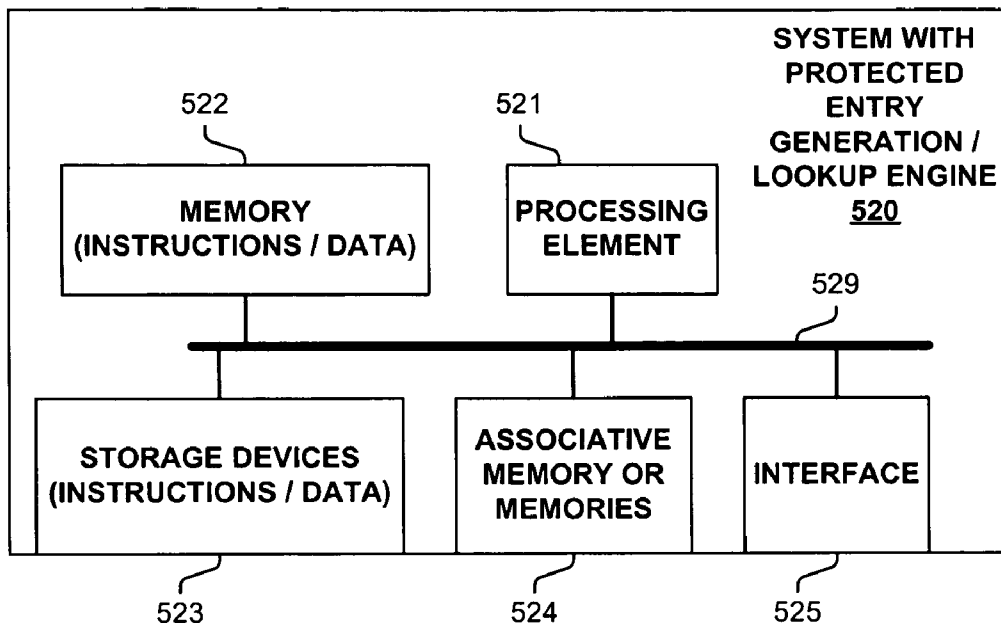 SYSTEM WITH
PROTECTED
ENTRY
GENERATION /
LOOKUP ENGINE
520
522
521
MEMORY
(INSTRUCTIONS / DATA)
PROCESSING
ELEMENT
529
STORAGE DEVICES
(INSTRUCTIONS / DATA)
ASSOCIATIVE
MEMORY OR
MEMORIES
INTERFACE
523
524
525